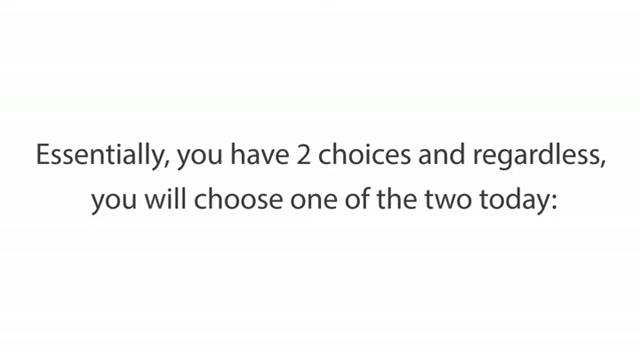 Essentially, you have 2 choices and regardless,
you will choose one of the two today: